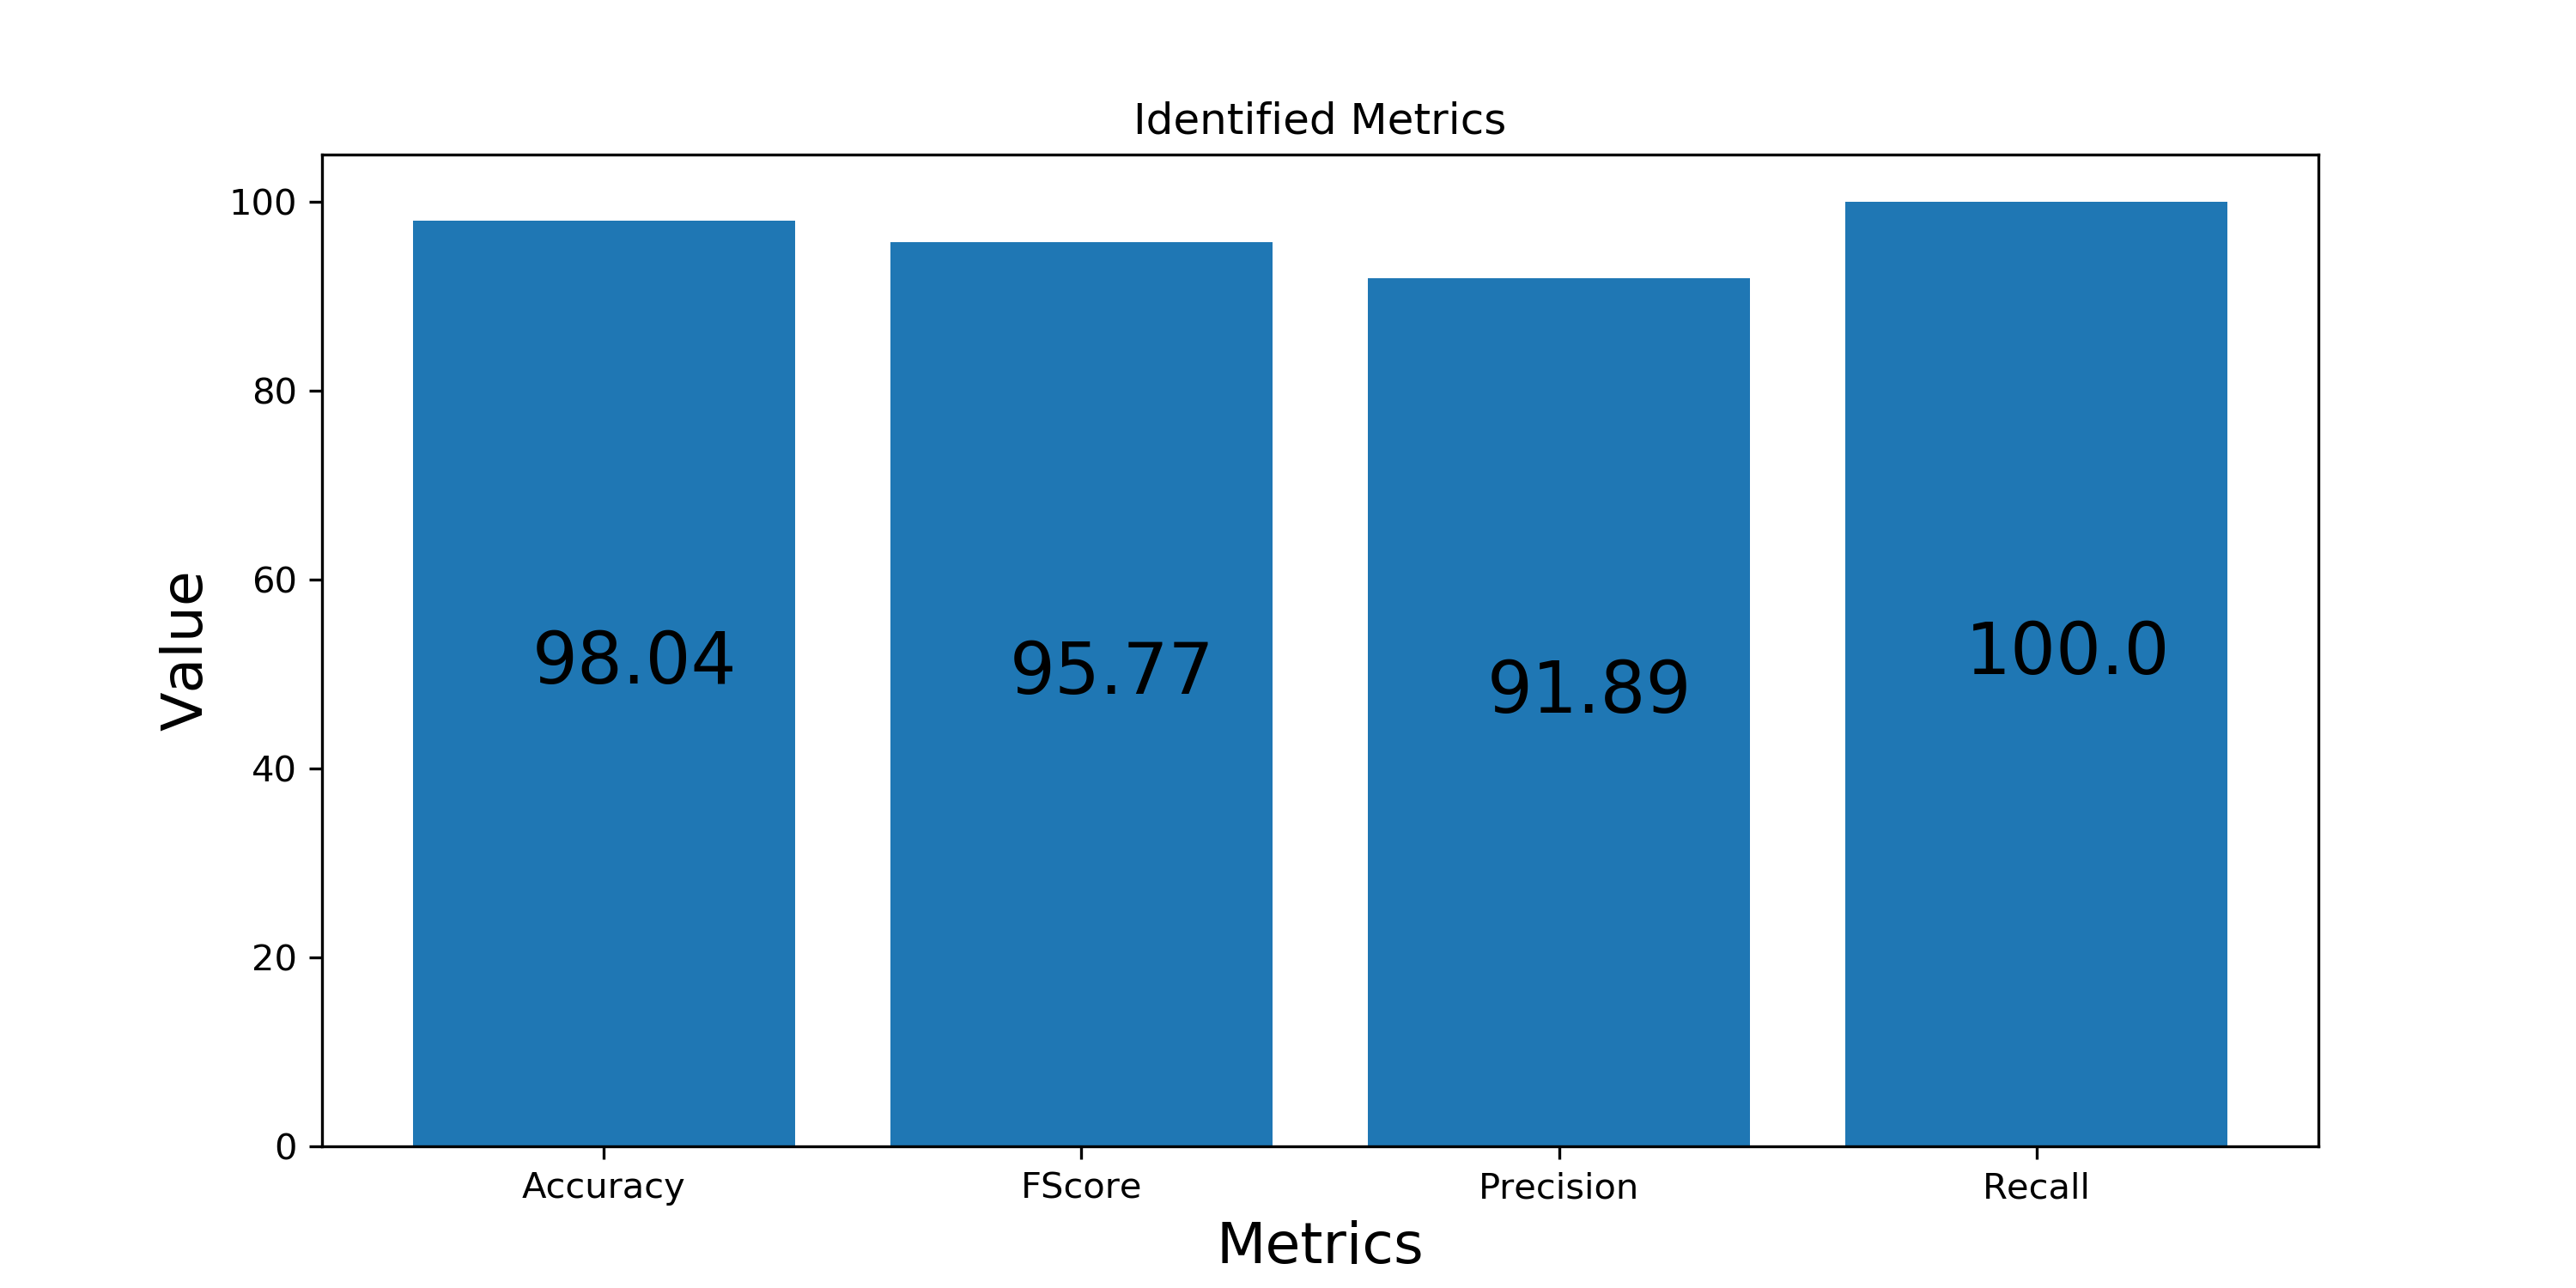 Identified Metrics
100
80
60
40
20
0
Value
98.04
95.77
91.89
100.0
Accuracy
FScore
Precision
Recall
Metrics